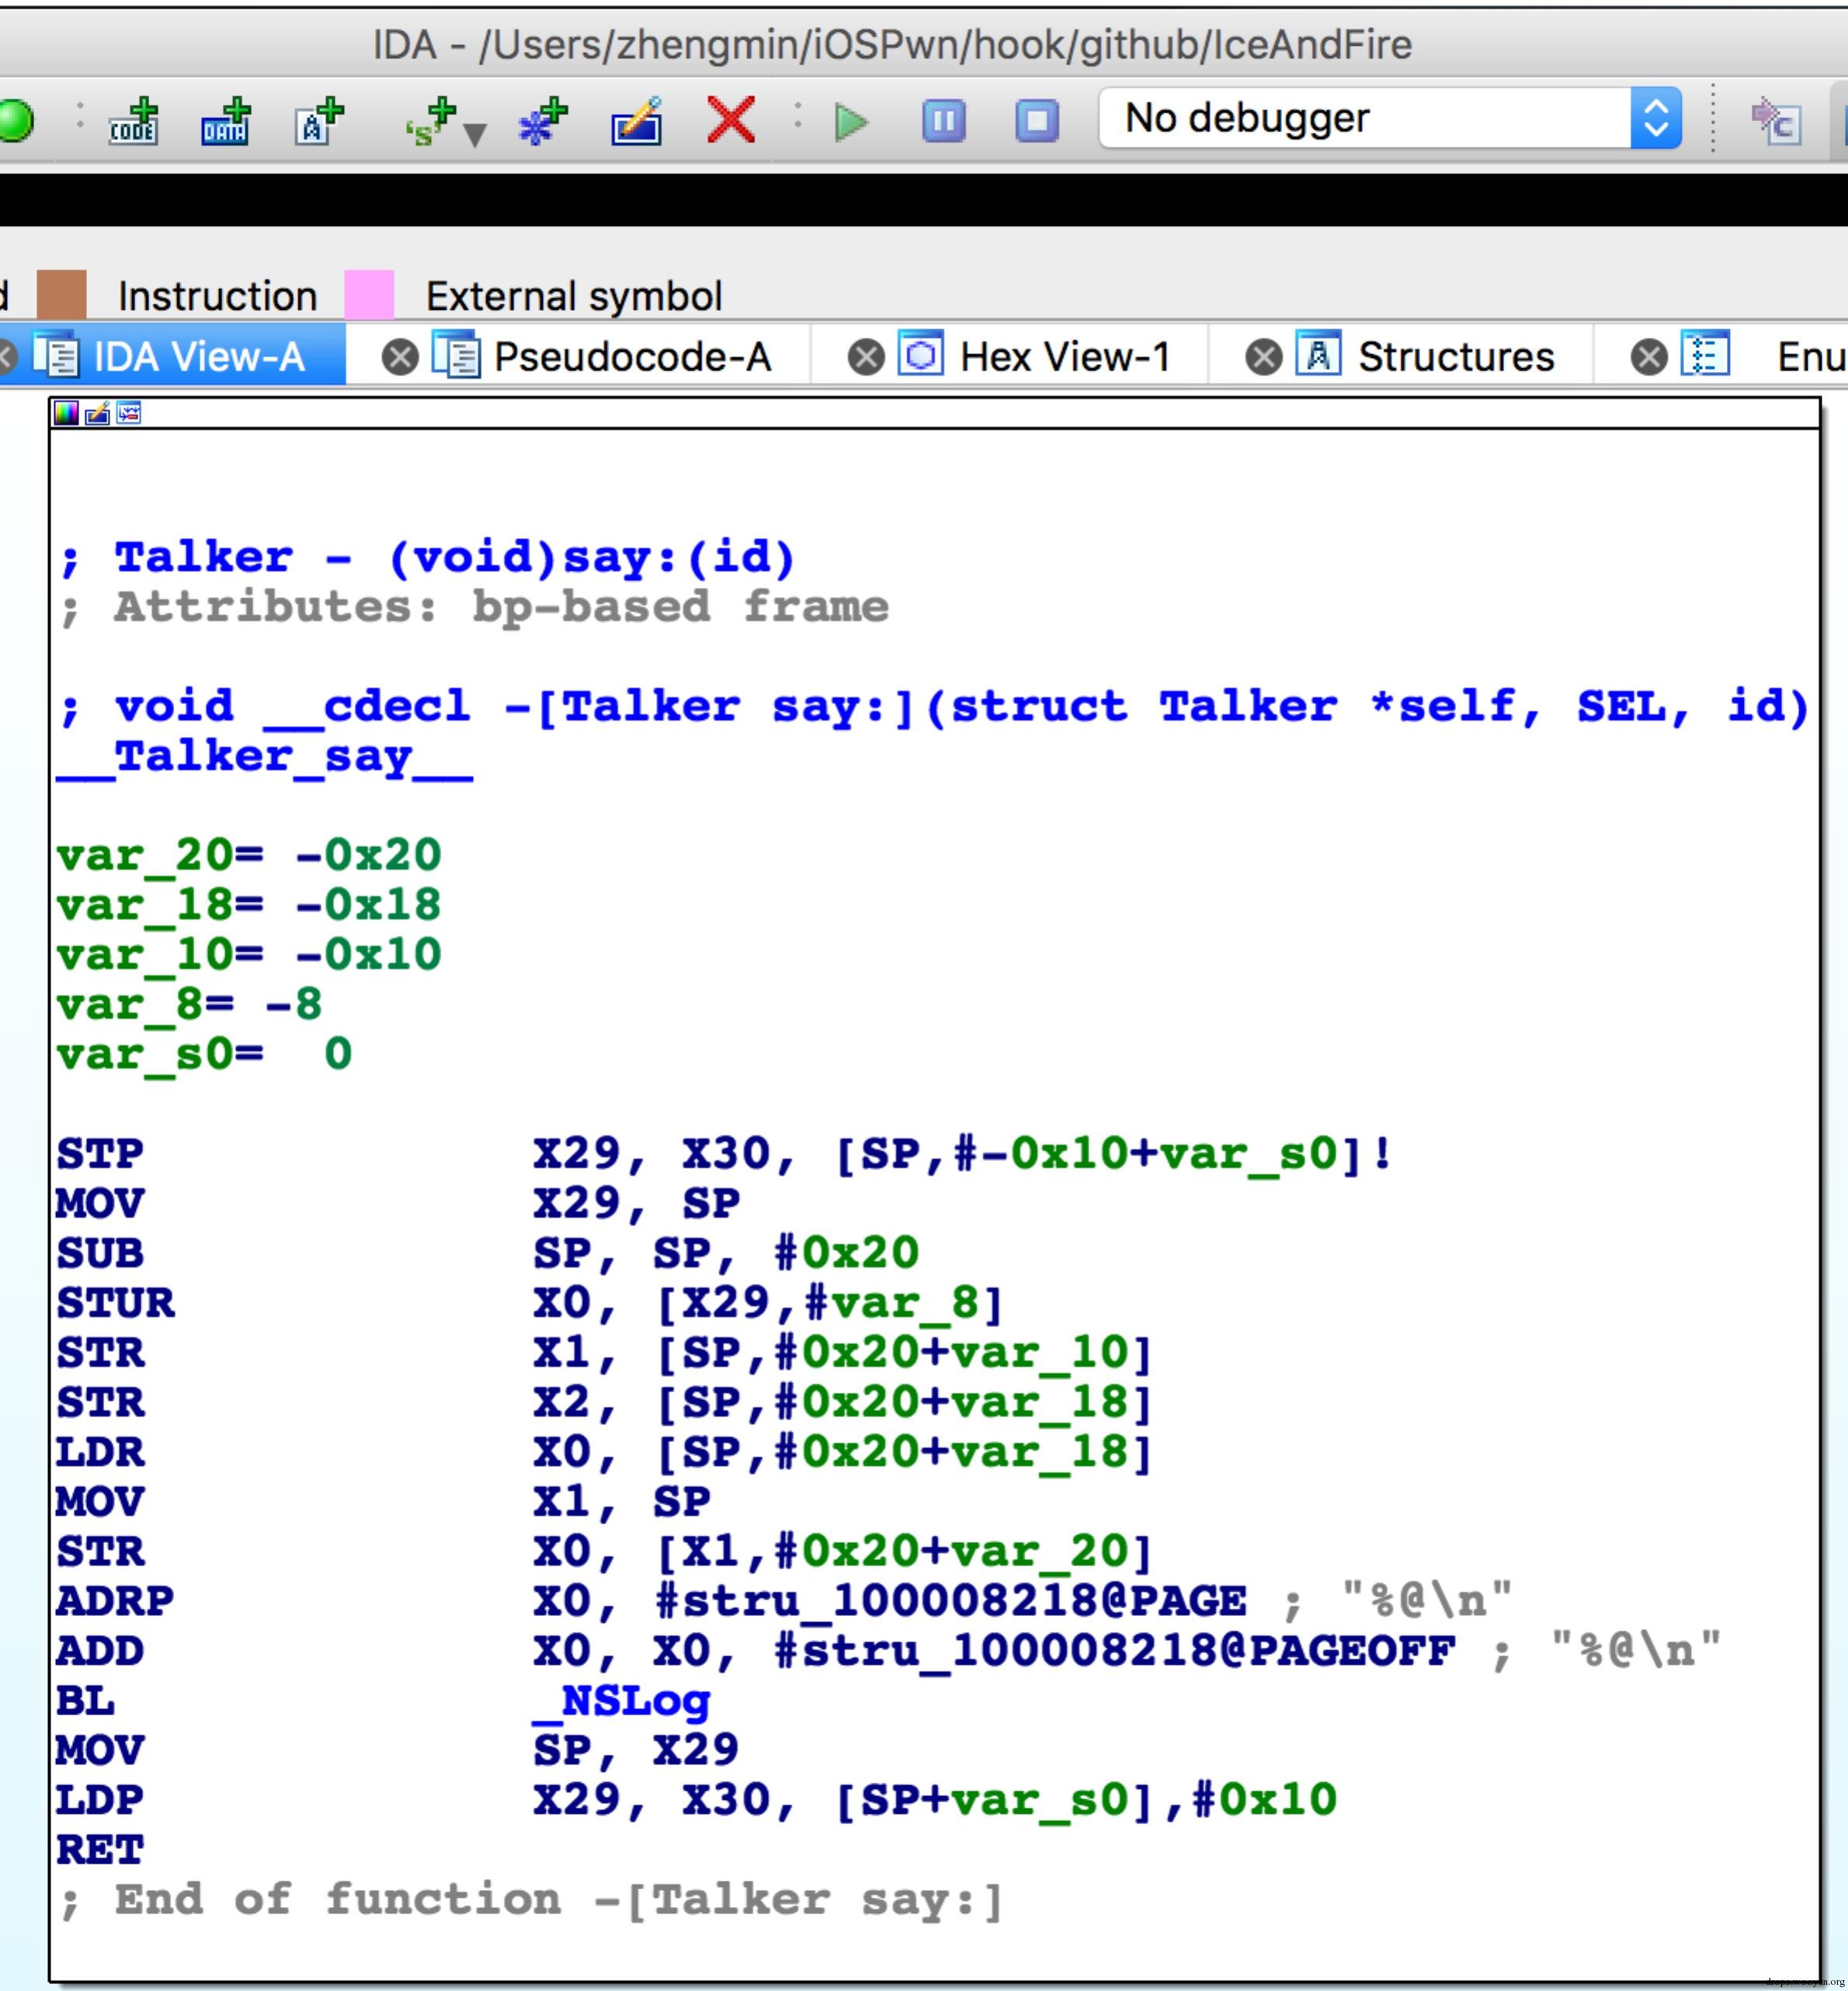 IDA - /Users/zhengmin/iOSPwn/hook/github/IceAndFire
CODE DATA A 's' No debugger C
d Instruction External symbol
IDA View-A Pseudocode-A Hex View-1 A Structures Enu
; Talker - (void)say:(id)
; Attributes: bp-based frame
; void __cdecl -[Talker say:](struct Talker *self, SEL, id)
__Talker_say__
var_20= -0x20
var_18= -0x18
var_10= -0x10
var_8= -8
var_s0=  0
STP X29, X30, [SP,#-0x10+var_s0]!
MOV X29, SP
SUB SP, SP, #0x20
STUR X0, [X29,#var_8]
STR X1, [SP,#0x20+var_10]
STR X2, [SP,#0x20+var_18]
LDR X0, [SP,#0x20+var_18]
MOV X1, SP
STR X0, [X1,#0x20+var_20]
ADRP X0, #stru_100008218@PAGE ; "%@\n"
ADD X0, X0, #stru_100008218@PAGEOFF ; "%@\n"
BL _NSLog
MOV SP, X29
LDP X29, X30, [SP+var_s0],#0x10
RET
; End of function -[Talker say:]